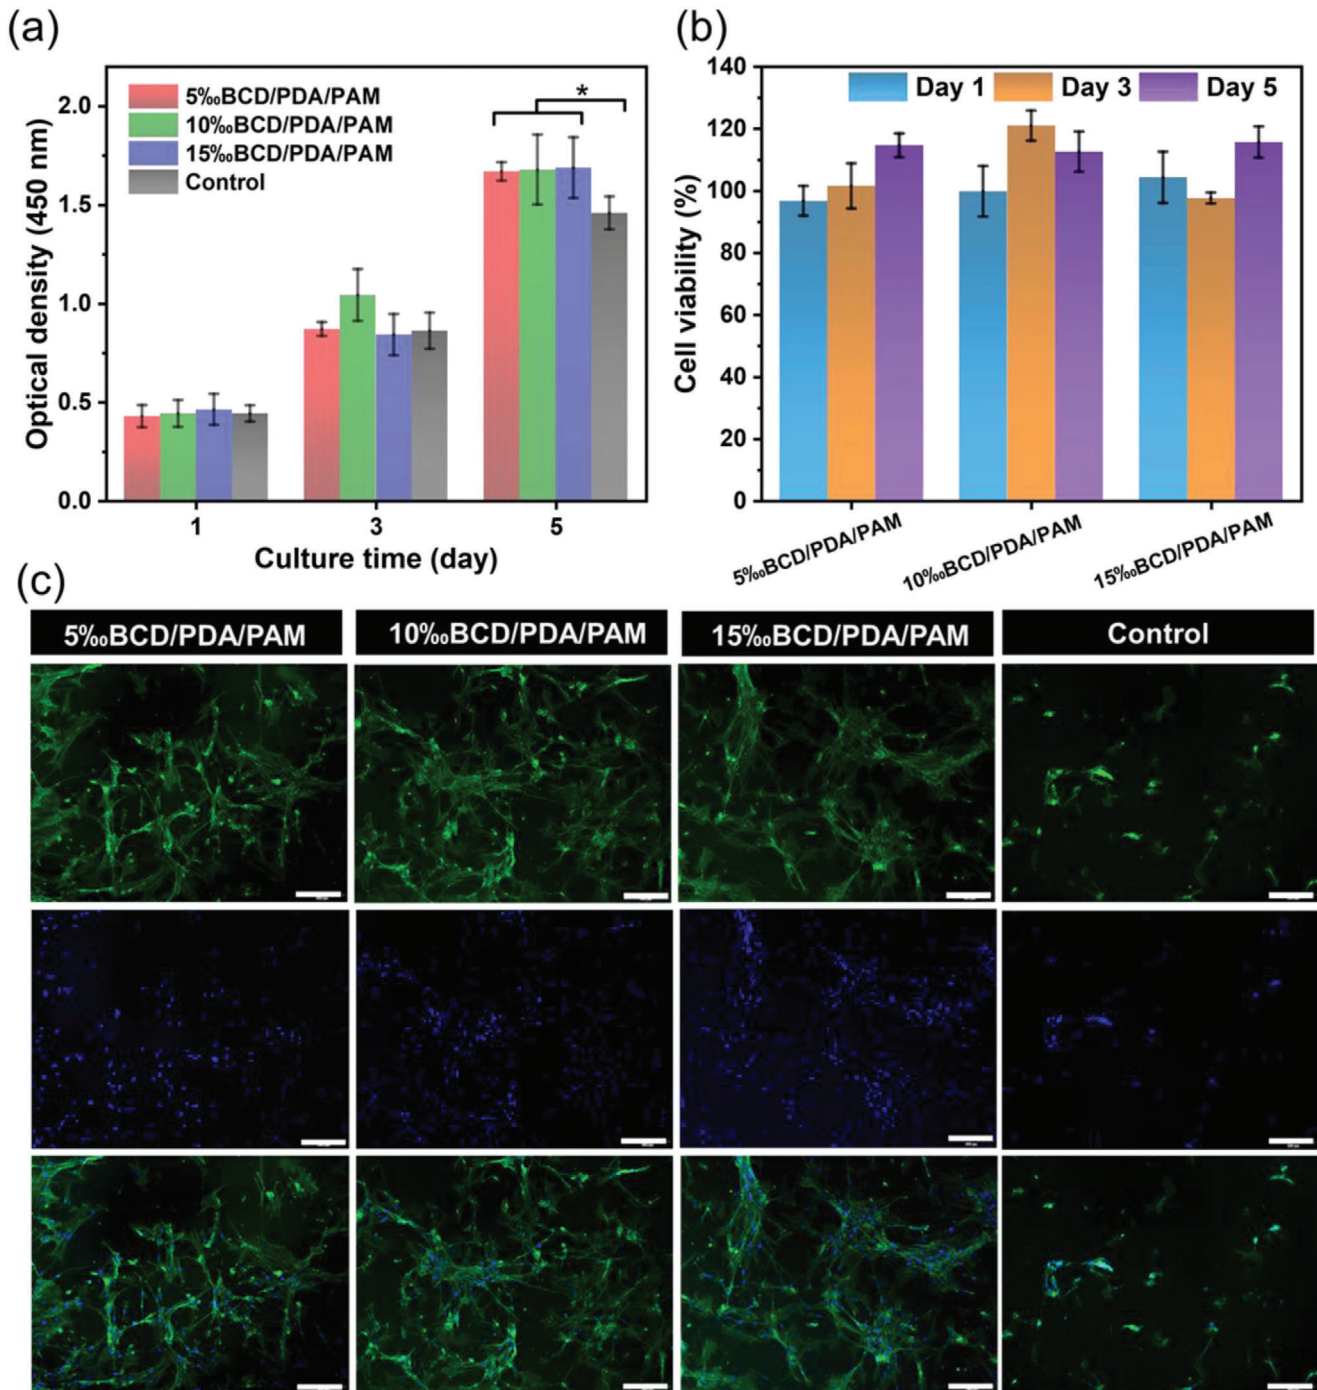 (a)
5‰BCD/PDA/PAM
10‰BCD/PDA/PAM
15‰BCD/PDA/PAM
Control
*
2.0
1.5
1.0
0.5
0.0
Optical density (450 nm)
1
3
5
Culture time (day)
(b)
Day 1
Day 3
Day 5
140
120
100
80
60
40
20
0
Cell viability (%)
5‰BCD/PDA/PAM
10‰BCD/PDA/PAM
15‰BCD/PDA/PAM
(c)
5‰BCD/PDA/PAM
10‰BCD/PDA/PAM
15‰BCD/PDA/PAM
Control